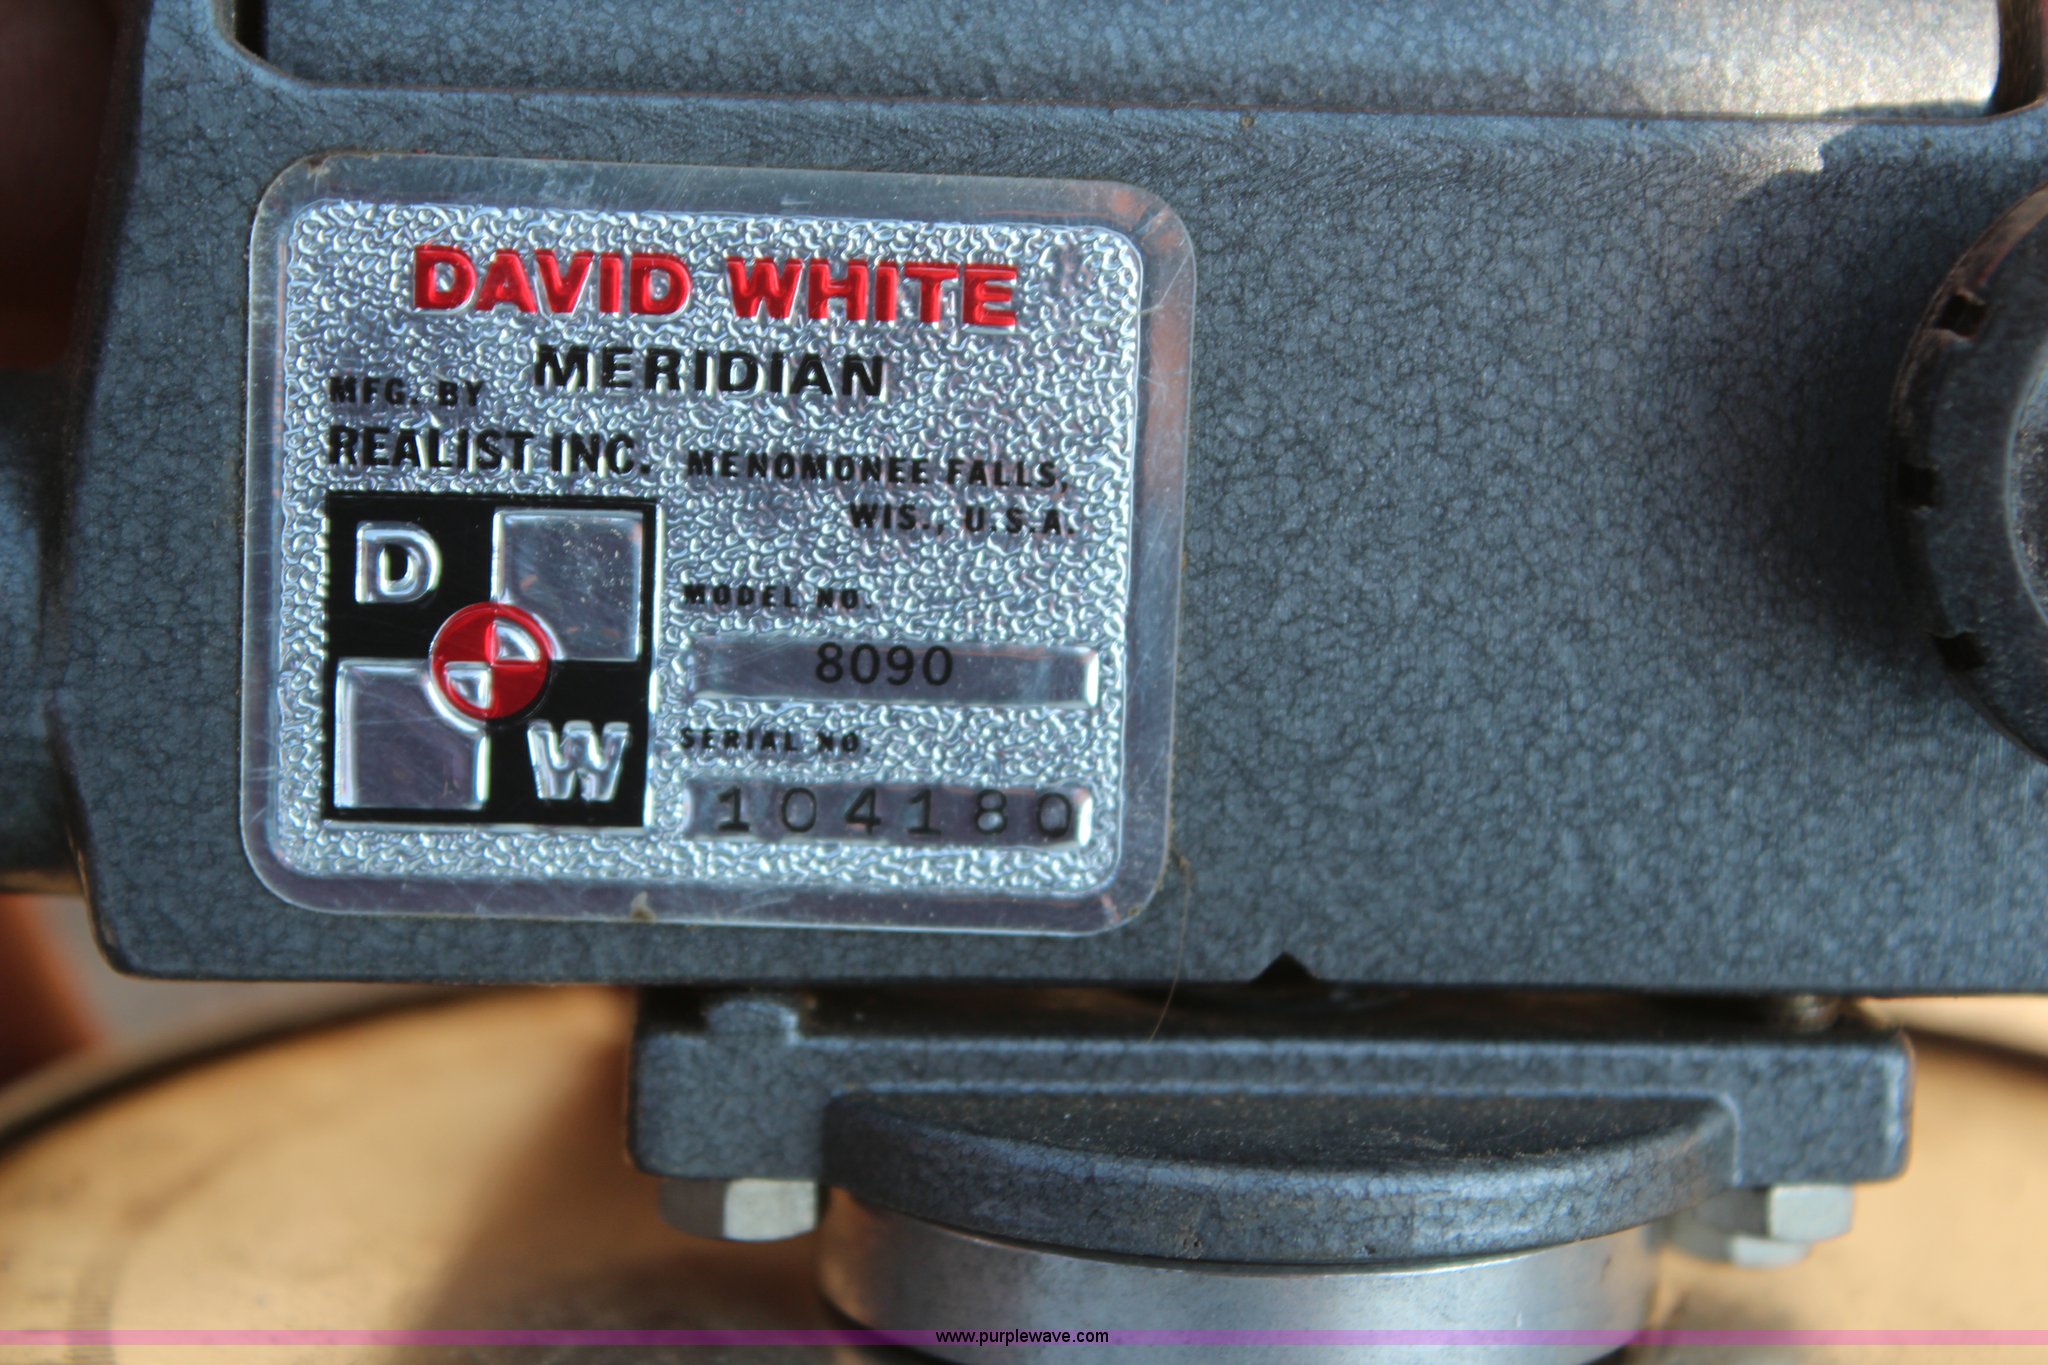 DAVID WHITE
MERIDIAN
MFG. BY
REALIST INC.
MENOMONEE FALLS,
WIS., U.S.A.
D
W
MODEL NO.
8090
SERIAL NO.
104180
www.purplewave.com